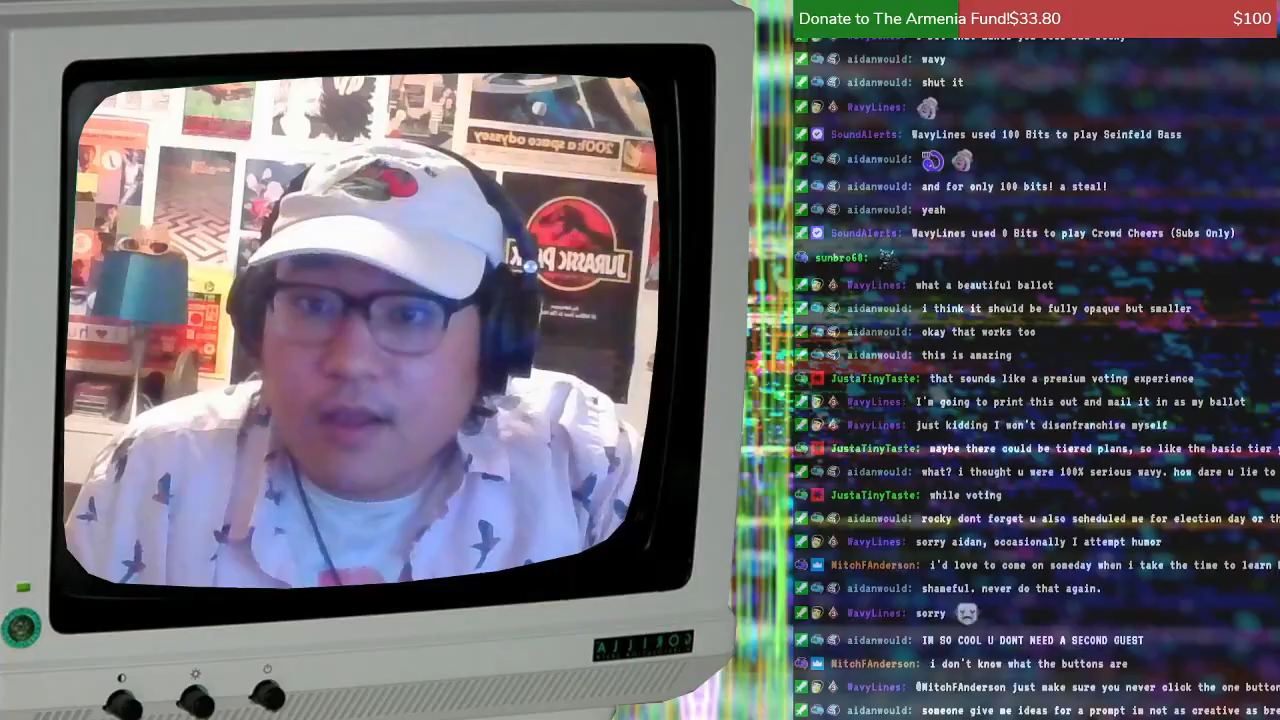 Donate to The Armenia Fund!$33.80 $100
aidanwould: wavy
aidanwould: shut it
WavyLines:
SoundAlerts: WavyLines used 100 Bits to play Seinfeld Bass
aidanwould:
aidanwould: and for only 100 bits! a steal!
aidanwould: yeah
SoundAlerts: WavyLines used 0 Bits to play Crowd Cheers (Subs Only)
sunbro60:
WavyLines: what a beautiful ballot
aidanwould: i think it should be fully opaque but smaller
aidanwould: okay that works too
aidanwould: this is amazing
JustaTinyTaste: that sounds like a premium voting experience
WavyLines: I'm going to print this out and mail it in as my ballot
WavyLines: just kidding I won't disenfranchise myself
JustaTinyTaste: maybe there could be tiered plans, so like the basic tier
aidanwould: what? i thought u were 100% serious wavy. how dare u lie to
JustaTinyTaste: while voting
aidanwould: rocky dont forget u also scheduled me for election day or th
WavyLines: sorry aidan, occasionally I attempt humor
MitchFAnderson: i'd love to come on someday when i take the time to learn
aidanwould: shameful. never do that again.
WavyLines: sorry
aidanwould: IM SO COOL U DONT NEED A SECOND GUEST
MitchFAnderson: i don't know what the buttons are
WavyLines: @MitchFAnderson just make sure you never click the one button
aidanwould: someone give me ideas for a prompt im not as creative as bre
2001: a space odyssey
JURASSIC PARK
GORILLA